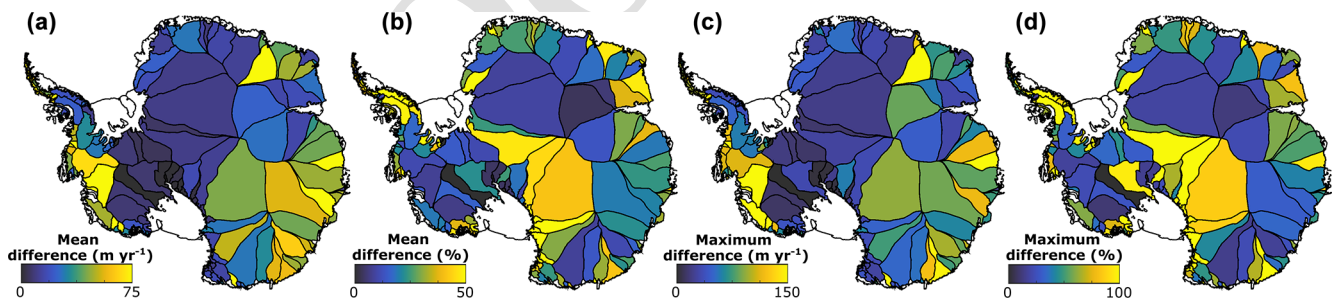 (a)
(b)
(c)
(d)
Mean
difference (m yr⁻¹)
0 75
Mean
difference (%)
0 50
Maximum
difference (m yr⁻¹)
0 150
Maximum
difference (%)
0 100